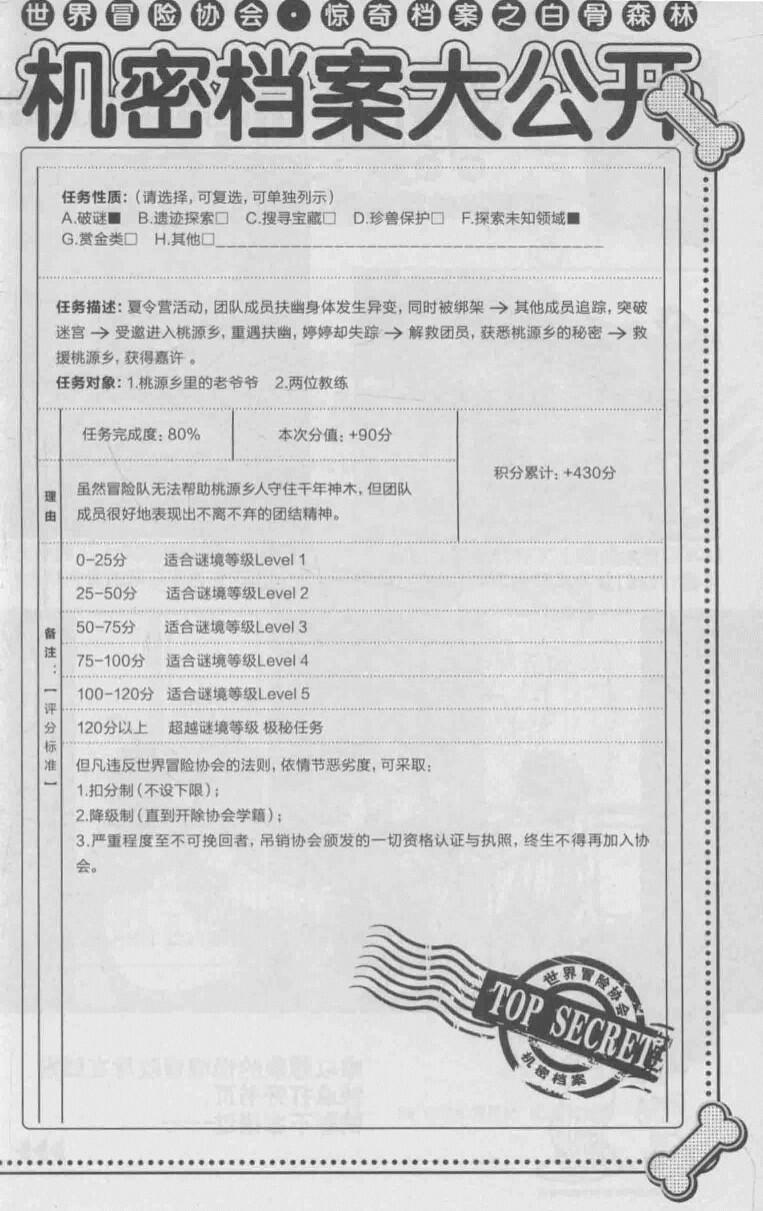 世界冒险协会·惊奇档案之白骨森林
机密档案大公开
任务性质:(请选择,可复选,可单独列示)
A.破谜■ B.遗迹探索□ C.搜寻宝藏□ D.珍兽保护□ F.探索未知领域■
G.赏金类□ H.其他□
任务描述:夏令营活动,团队成员扶幽身体发生异变,同时被绑架→其他成员追踪,突破
迷宫→受邀进入桃源乡,重遇扶幽,婷婷却失踪→解救团员,获悉桃源乡的秘密→救
援桃源乡,获得嘉许。
任务对象:1.桃源乡里的老爷爷 2.两位教练
任务完成度:80%
本次分值:+90分
积分累计:+430分
理由
虽然冒险队无法帮助桃源乡人守住千年神木,但团队
成员很好地表现出不离不弃的团结精神。
备注:【评分标准】
0-25分 适合谜境等级Level 1
25-50分 适合谜境等级Level 2
50-75分 适合谜境等级Level 3
75-100分 适合谜境等级Level 4
100-120分 适合谜境等级Level 5
120分以上 超越谜境等级 极秘任务
但凡违反世界冒险协会的法则,依情节恶劣度,可采取:
1.扣分制(不设下限);
2.降级制(直到开除协会学籍);
3.严重程度至不可挽回者,吊销协会颁发的一切资格认证与执照,终生不得再加入协
会。
世界冒险协会
TOP SECRET
机密档案